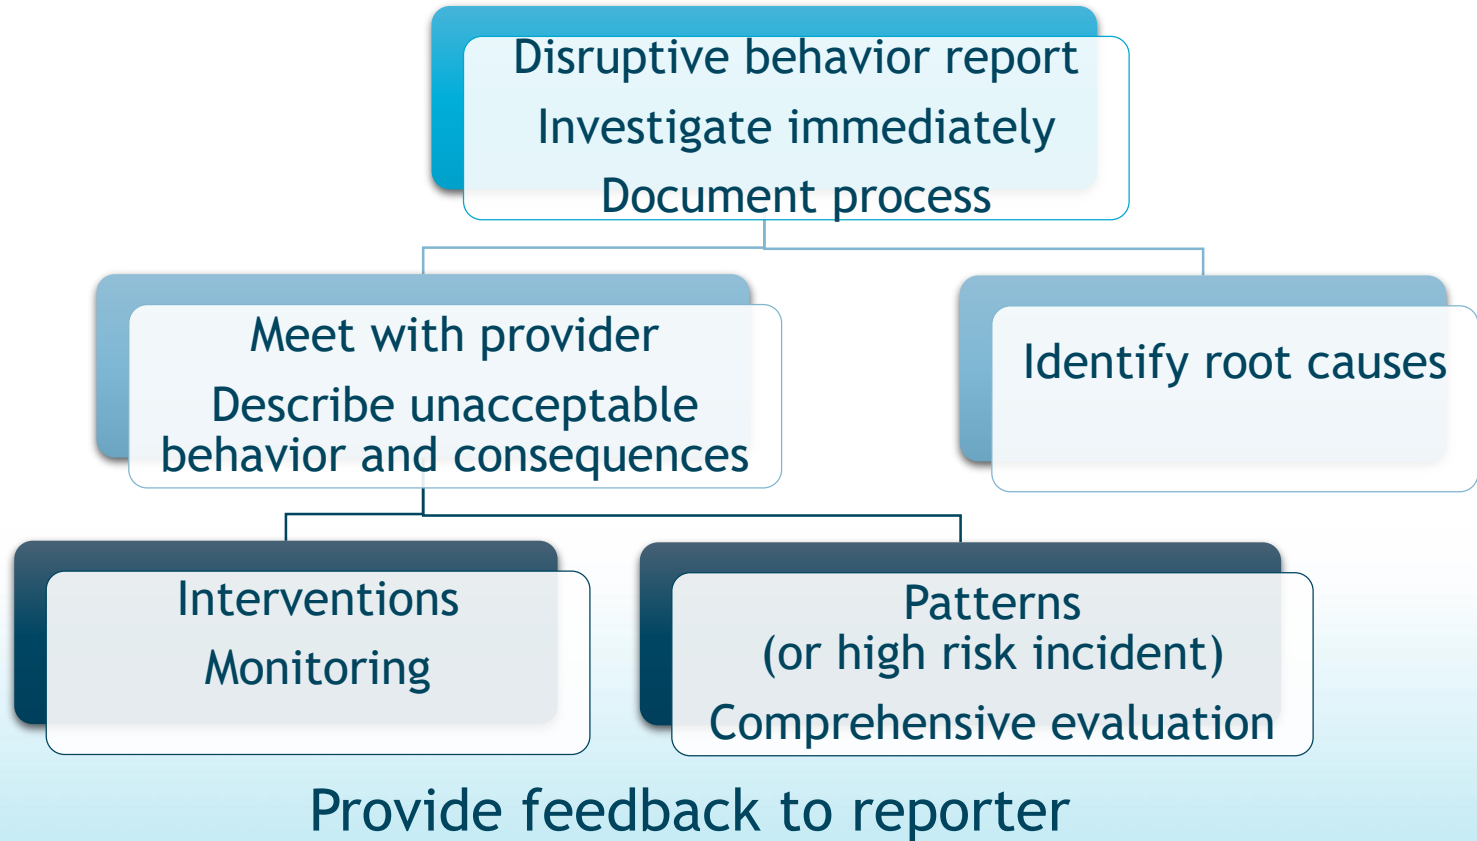 Disruptive behavior report
Investigate immediately
Document process
Meet with provider
Describe unacceptable
behavior and consequences
Identify root causes
Interventions
Monitoring
Patterns
(or high risk incident)
Comprehensive evaluation
Provide feedback to reporter